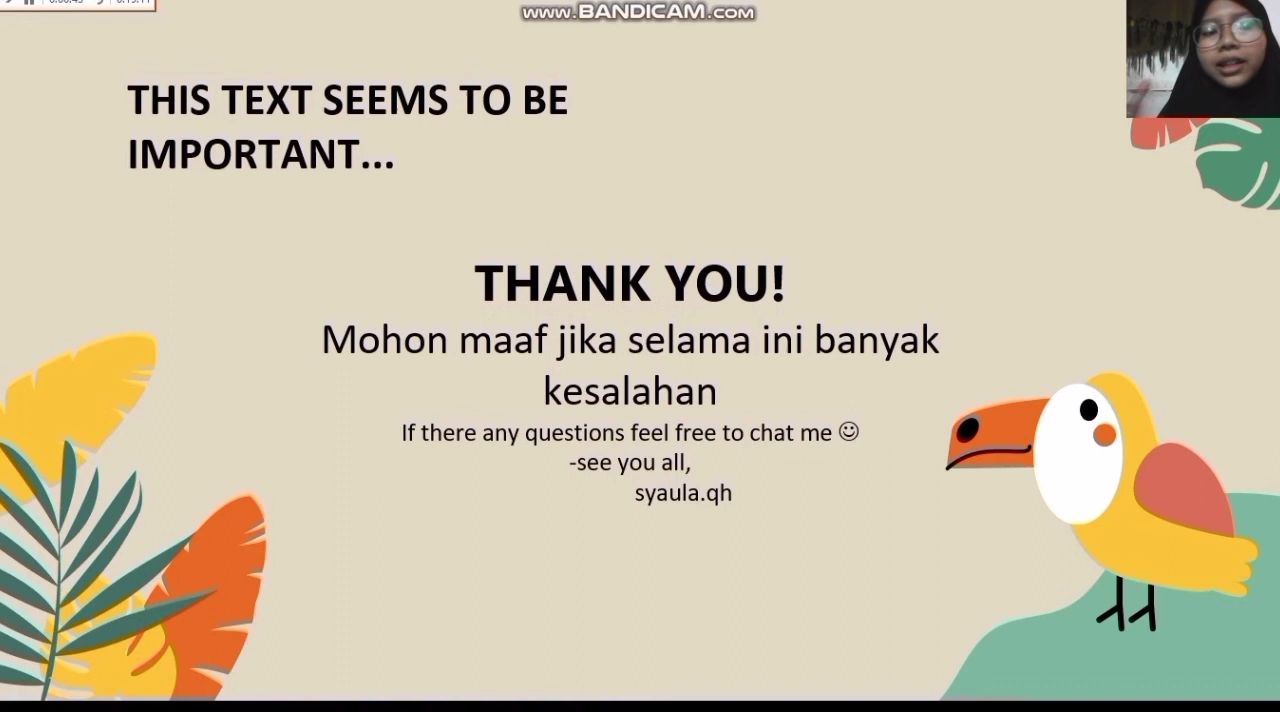 www.BANDICAM.com
THIS TEXT SEEMS TO BE
IMPORTANT...
THANK YOU!
Mohon maaf jika selama ini banyak
kesalahan
If there any questions feel free to chat me ☺
-see you all,
syaula.qh